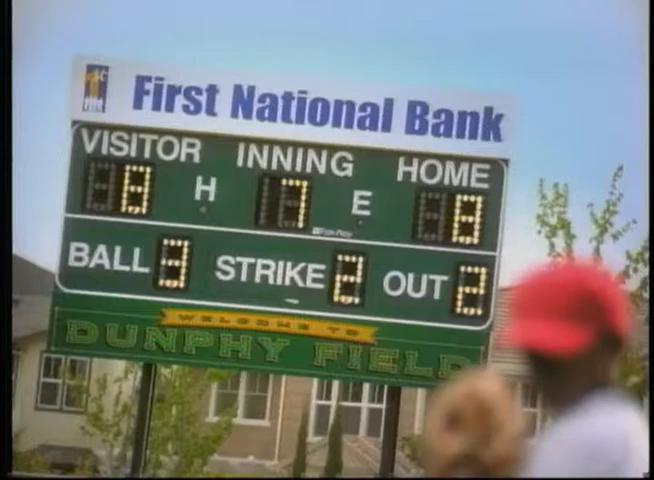 First National Bank
VISITOR INNING HOME
8 H 7 E 8
BALL 3 STRIKE 2 OUT 2
WELCOME TO
DUNPHY FIELD